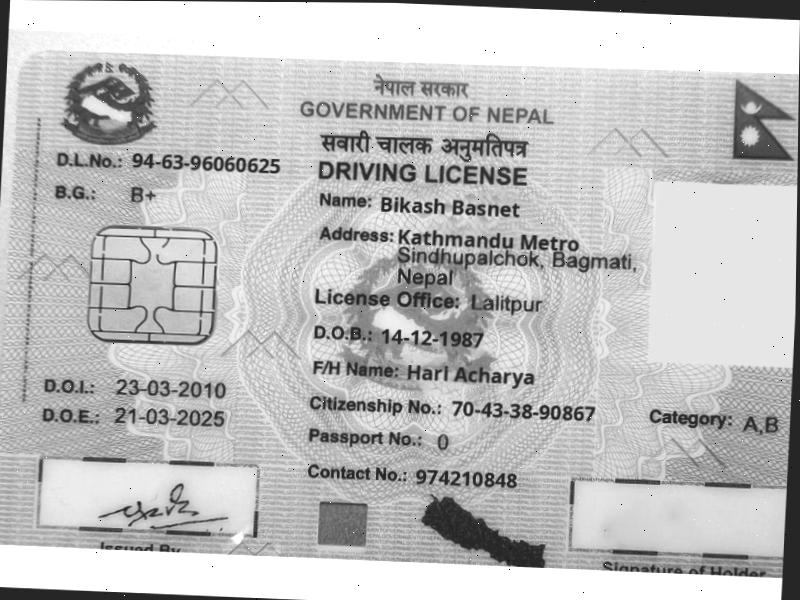 नेपाल सरकार
GOVERNMENT OF NEPAL
सवारी चालक अनुमतिपत्र
DRIVING LICENSE
D.L.No.: 94-63-96060625
B.G.: B+
Name: Bikash Basnet
Address: Kathmandu Metro
Sindhupalchok, Bagmati,
Nepal
License Office: Lalitpur
D.O.B.: 14-12-1987
F/H Name: Hari Acharya
D.O.I.: 23-03-2010
D.O.E.: 21-03-2025
Citizenship No.: 70-43-38-90867
Category: A,B
Passport No.: 0
Contact No.: 974210848
Issued By
Signature of Holder